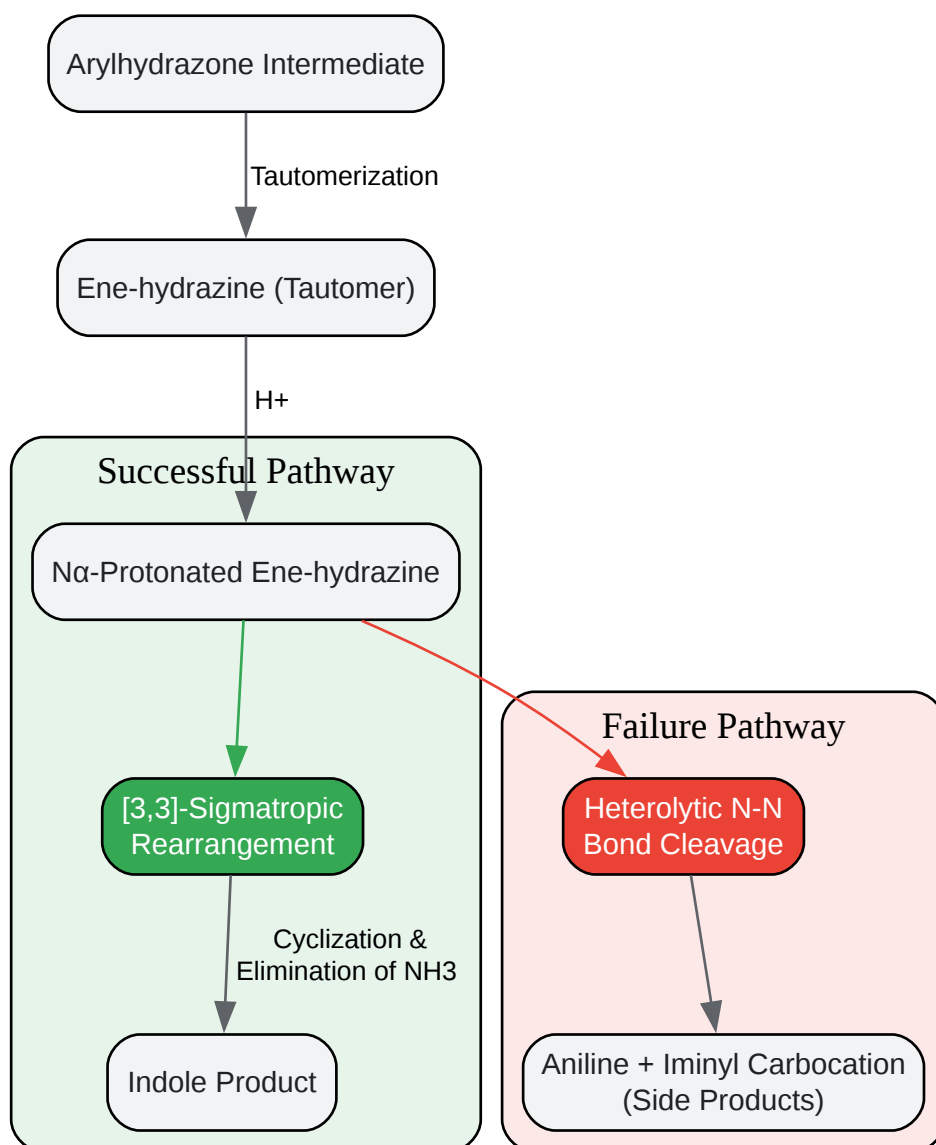 Arylhydrazone Intermediate
Tautomerization
Ene-hydrazine (Tautomer)
H+
Successful Pathway
Nα-Protonated Ene-hydrazine
Failure Pathway
[3,3]-Sigmatropic
Rearrangement
Heterolytic N-N
Bond Cleavage
Cyclization &
Elimination of NH3
Indole Product
Aniline + Iminyl Carbocation
(Side Products)